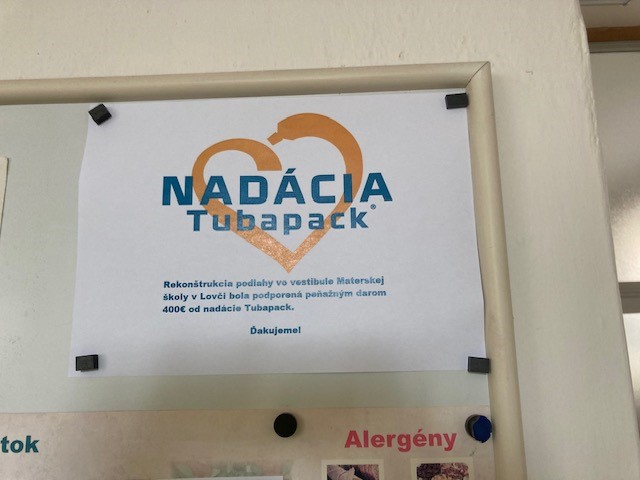 NADÁCIA
Tubapack®
Rekonštrukcia podlahy vo vestibule Materskej
školy v Lovči bola podporená peňažným darom
400€ od nadácie Tubapack.
Ďakujeme!
tok
Alergény